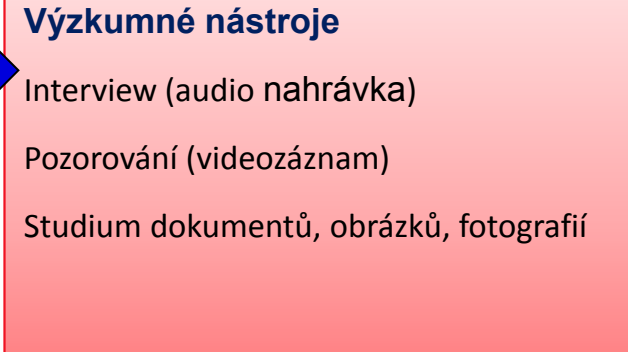 Výzkumné nástroje
Interview (audio nahrávka)
Pozorování (videozáznam)
Studium dokumentů, obrázků, fotografií